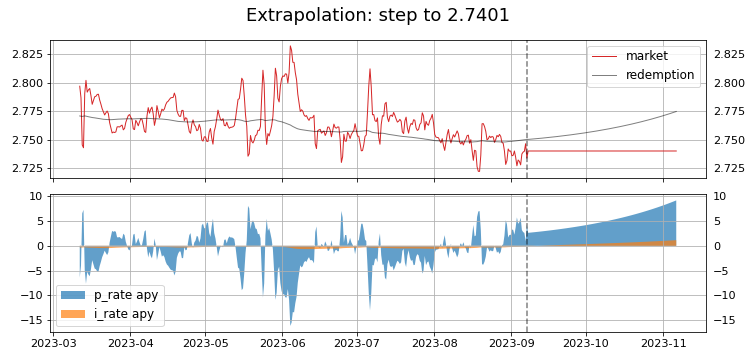 Extrapolation: step to 2.7401
2.825 2.825
market
redemption
2.800 2.800
2.775 2.775
2.750 2.750
2.725 2.725
10 10
5 5
0 0
−5 −5
−10 −10
p_rate apy
i_rate apy
−15 −15
2023-03 2023-04 2023-05 2023-06 2023-07 2023-08 2023-09 2023-10 2023-11